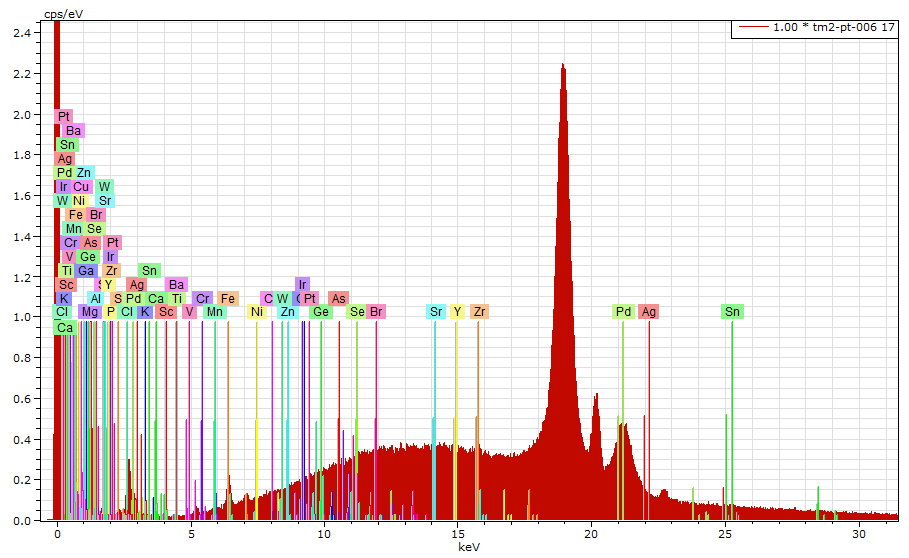 cps/eV
1.00 * tm2-pt-006 17
2.4
2.2
2.0
1.8
1.6
1.4
1.2
1.0
0.8
0.6
0.4
0.2
0.0
Pt
Ba
Sn
Ag
Pd Zn
Ir Cu W
W Ni Sr
Fe Br
Mn Se
Cr As Pt
V Ge Ir
Ti Ga Zr Sn
Sc Y Ag Ba Ir
K Al S Pd Ca Ti Cr Fe C W Pt As
Cl Mg P Cl K Sc V Mn Ni Zn Ge Se Br Sr Y Zr Pd Ag Sn
Ca
0 5 10 15 20 25 30
keV